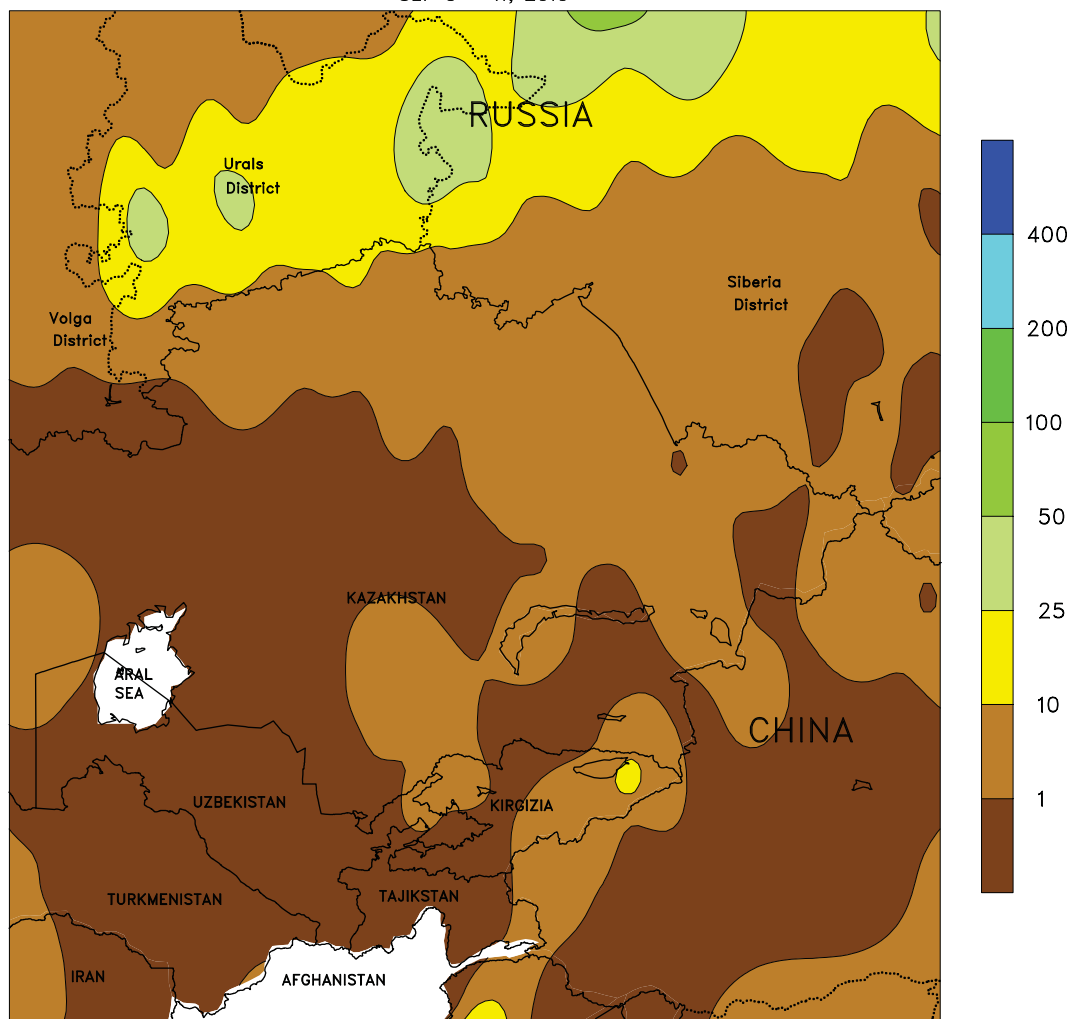 RUSSIA
Urals
District
400
Siberia
District
Volga
District
200
100
50
KAZAKHSTAN
25
ARAL
SEA
10
CHINA
1
UZBEKISTAN
KIRGIZIA
TURKMENISTAN
TAJIKSTAN
IRAN
AFGHANISTAN